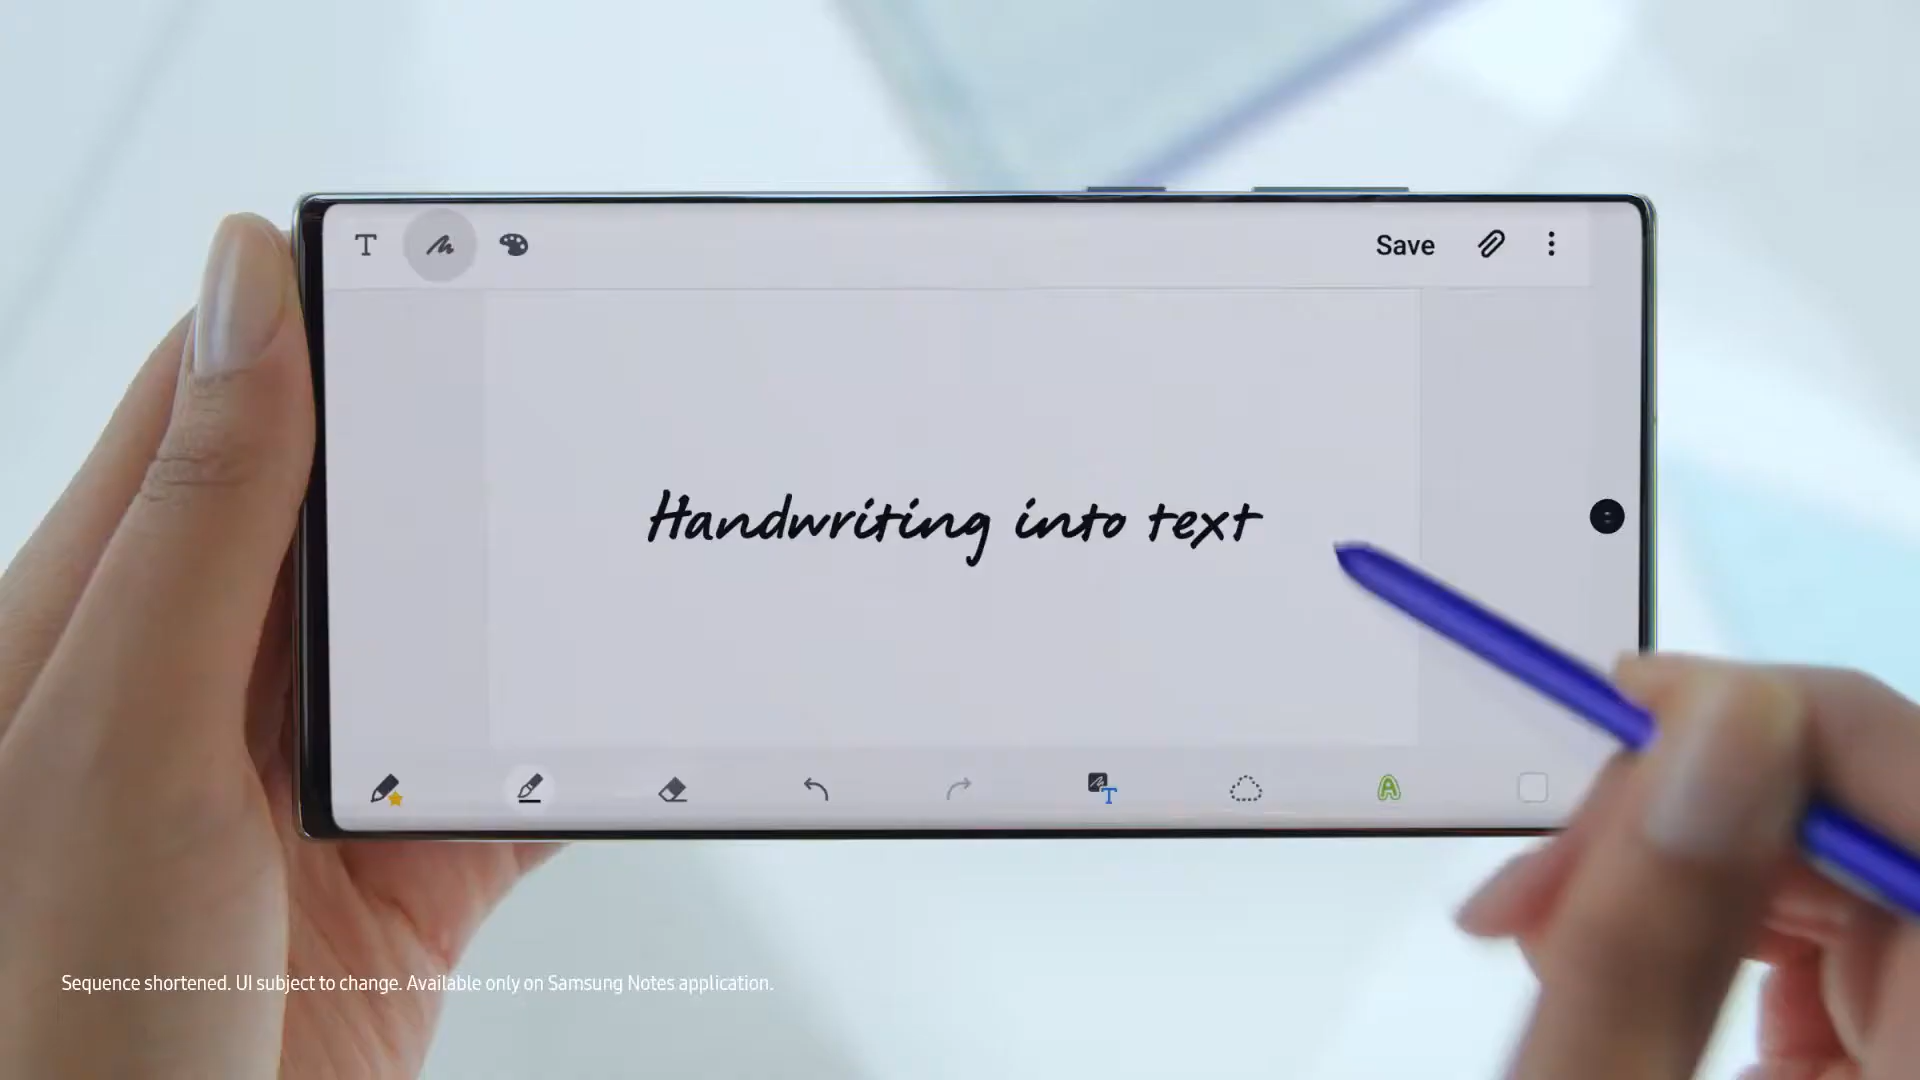 T
Save
Handwriting into text
T
A
Sequence shortened. UI subject to change. Available only on Samsung Notes application.